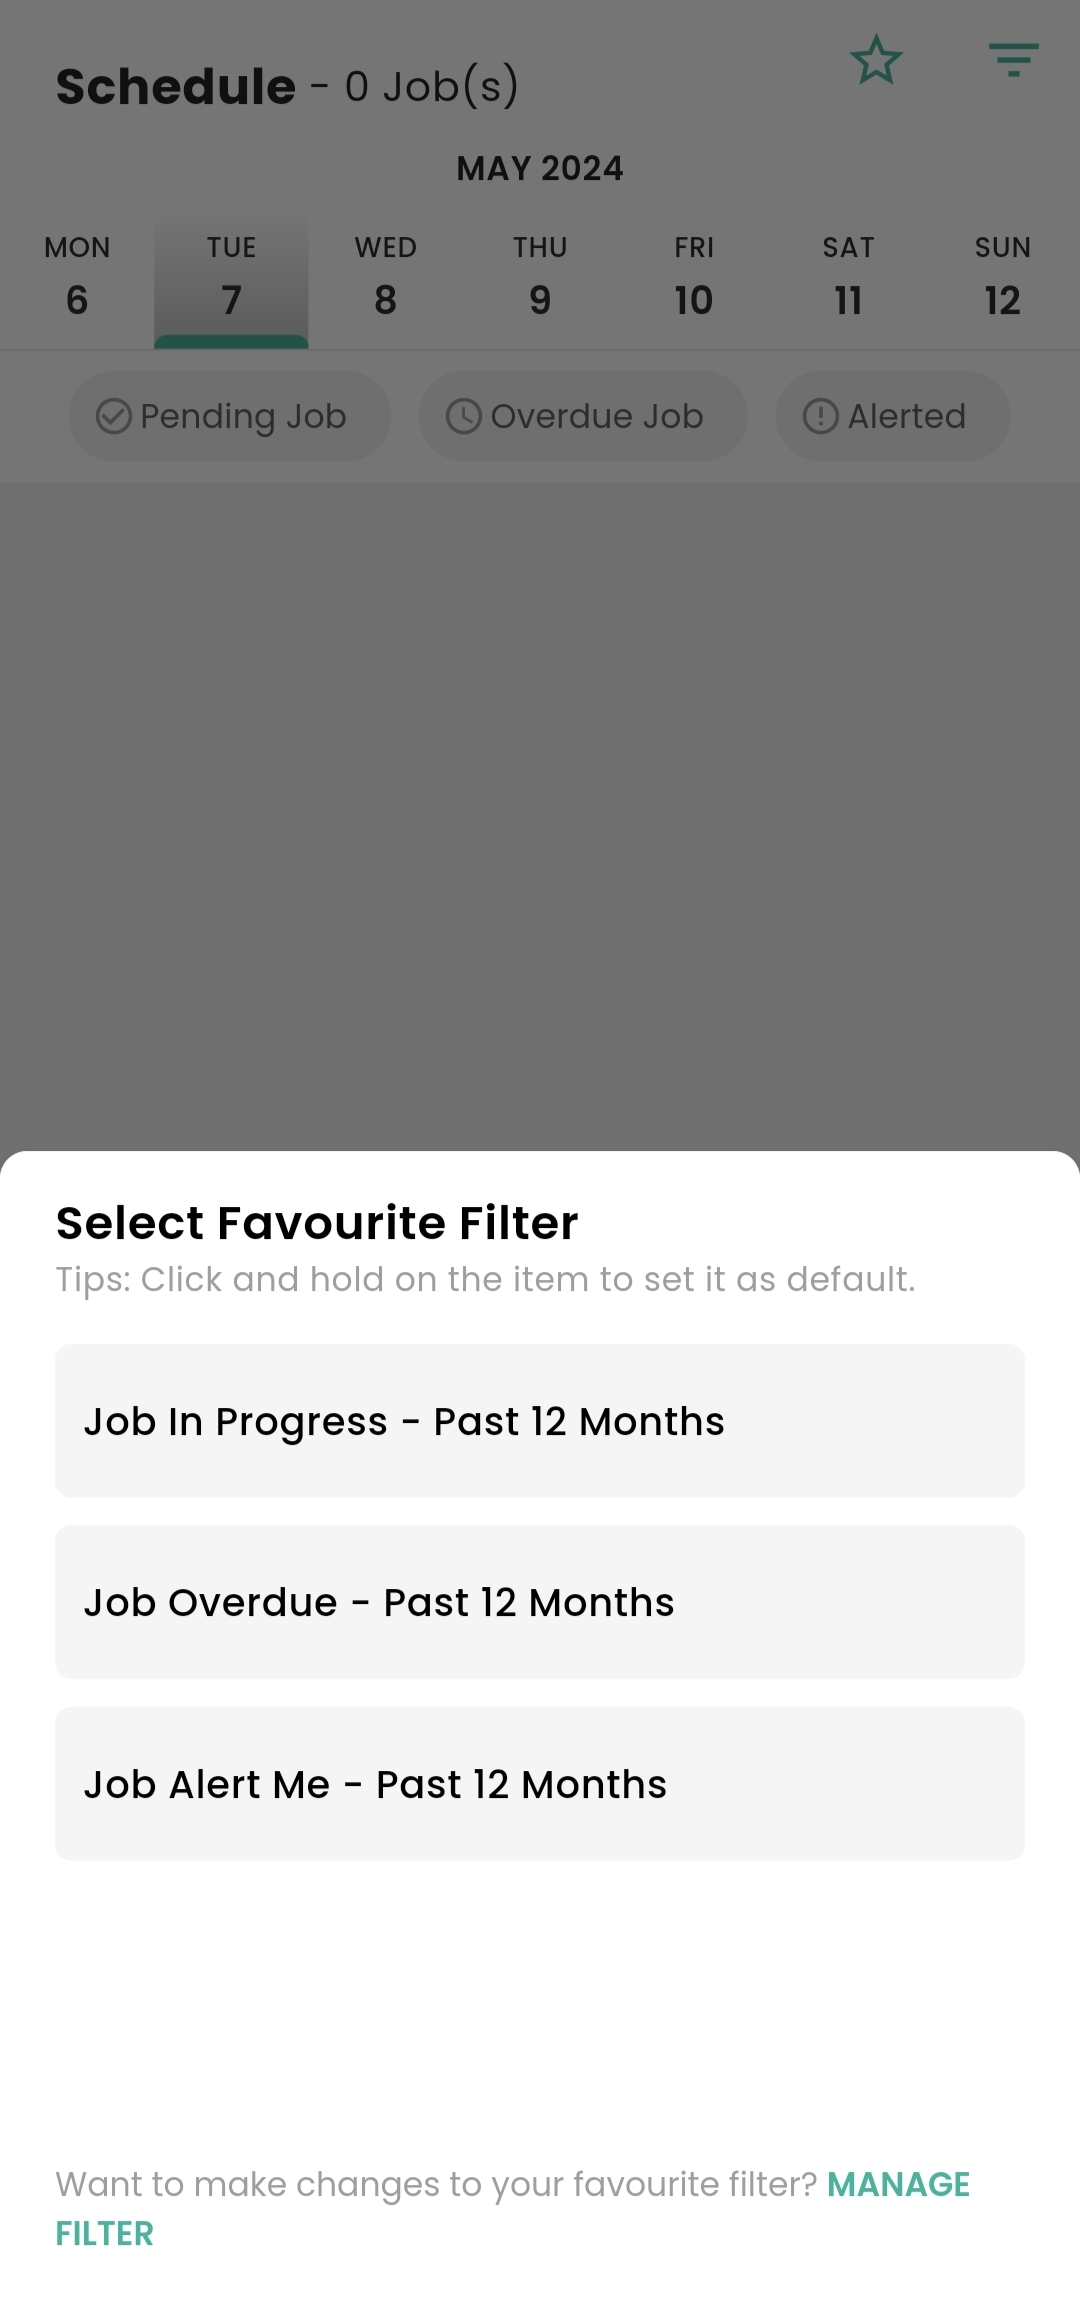 Schedule - 0 Job(s)
MAY 2024
MON TUE WED THU FRI SAT SUN
6 7 8 9 10 11 12
Pending Job Overdue Job Alerted
Select Favourite Filter
Tips: Click and hold on the item to set it as default.
Job In Progress - Past 12 Months
Job Overdue - Past 12 Months
Job Alert Me - Past 12 Months
Want to make changes to your favourite filter? MANAGE
FILTER